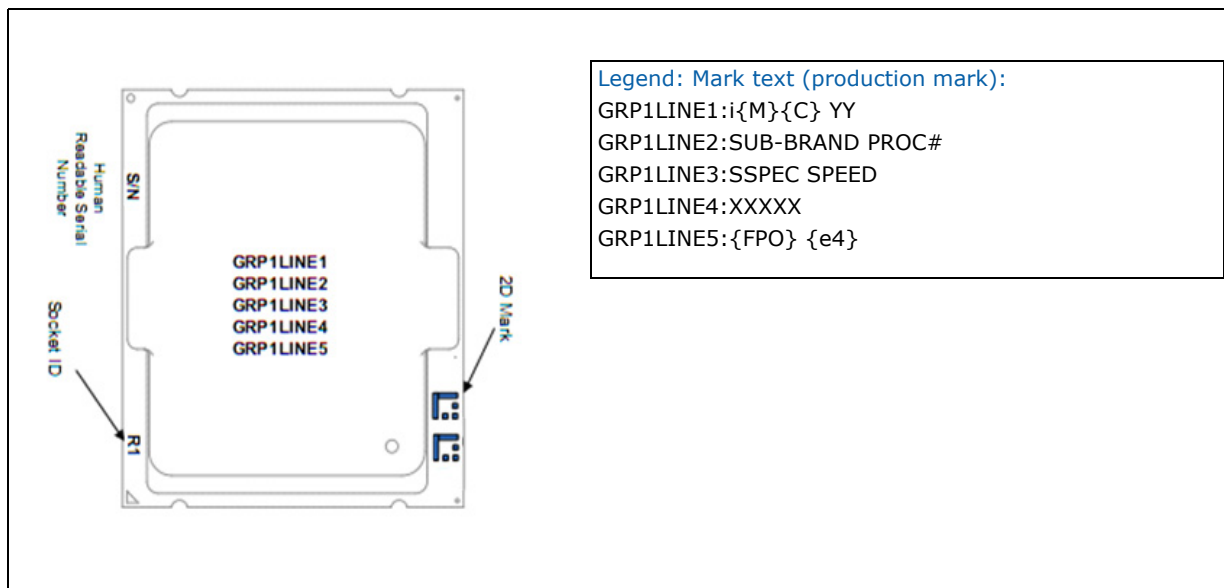 Human
Readable Serial
Number
S/N
GRP1LINE1
GRP1LINE2
GRP1LINE3
GRP1LINE4
GRP1LINE5
2D Mark
Socket ID
R1
Legend: Mark text (production mark):
GRP1LINE1:i{M}{C} YY
GRP1LINE2:SUB-BRAND PROC#
GRP1LINE3:SSPEC SPEED
GRP1LINE4:XXXXX
GRP1LINE5:{FPO} {e4}